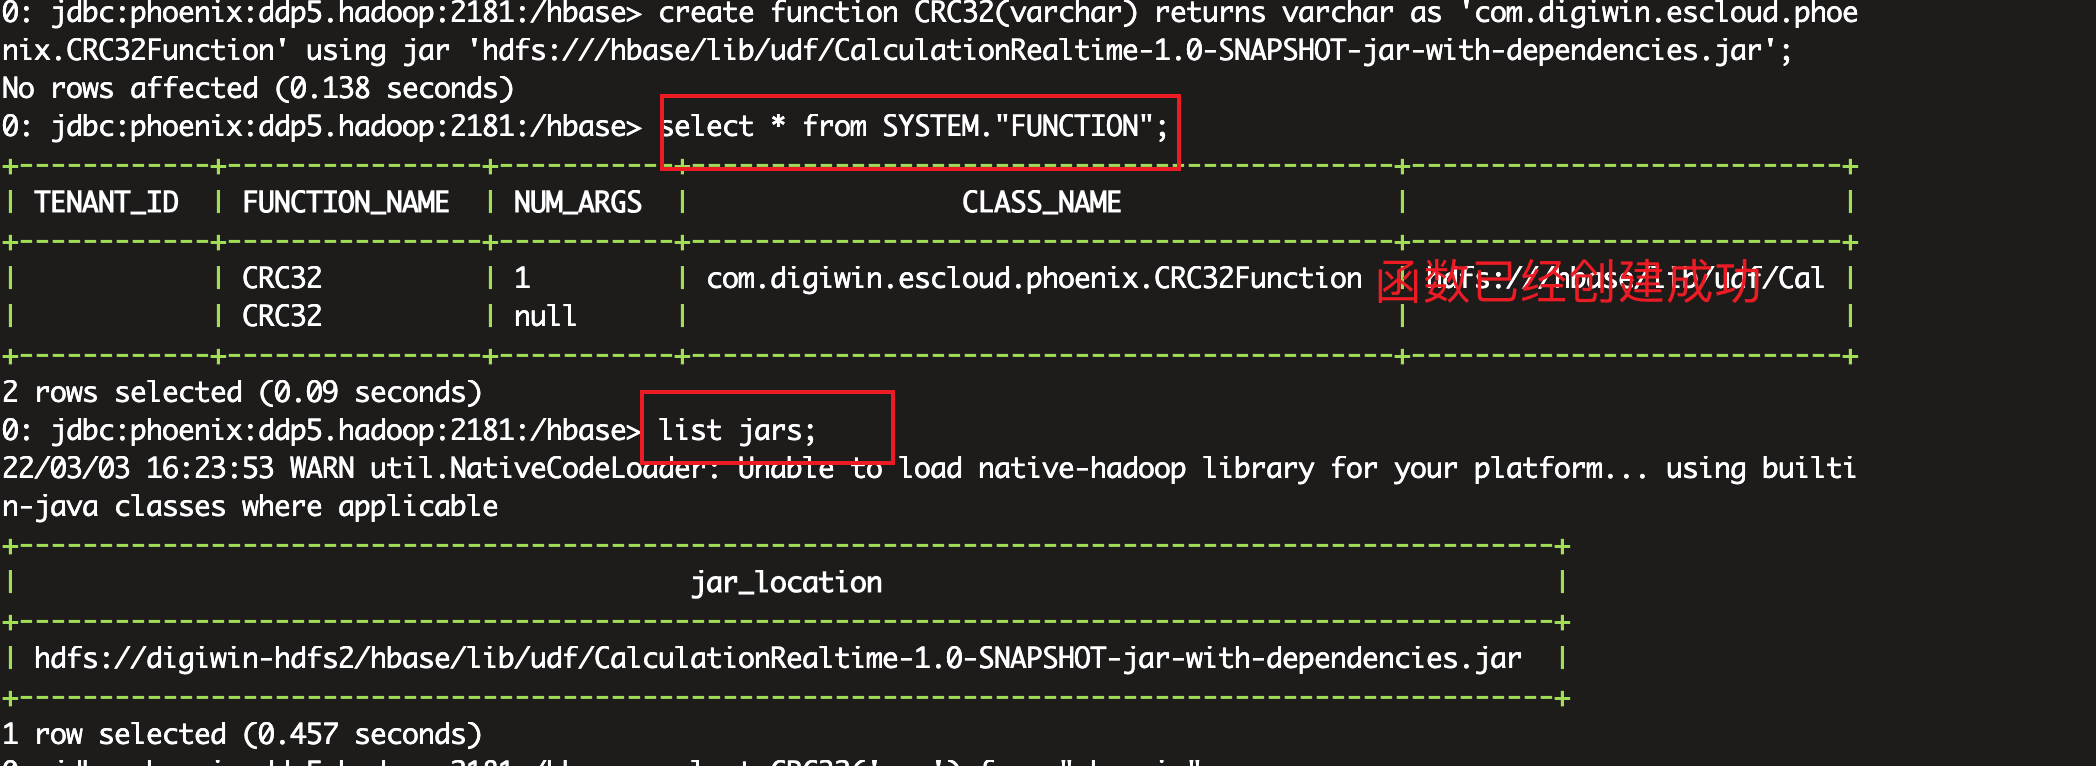 0: jdbc:phoenix:ddp5.hadoop:2181:/hbase> create function CRC32(varchar) returns varchar as 'com.digiwin.escloud.phoe
nix.CRC32Function' using jar 'hdfs:///hbase/lib/udf/CalculationRealtime-1.0-SNAPSHOT-jar-with-dependencies.jar';
No rows affected (0.138 seconds)
0: jdbc:phoenix:ddp5.hadoop:2181:/hbase> select * from SYSTEM."FUNCTION";
TENANT_ID | FUNCTION_NAME | NUM_ARGS | CLASS_NAME
CRC32 | 1 | com.digiwin.escloud.phoenix.CRC32Function | hdfs:///hbase/lib/udf/Cal
函数已经创建成功
CRC32 | null
2 rows selected (0.09 seconds)
0: jdbc:phoenix:ddp5.hadoop:2181:/hbase> list jars;
22/03/03 16:23:53 WARN util.NativeCodeLoader: Unable to load native-hadoop library for your platform... using builti
n-java classes where applicable
jar_location
hdfs://digiwin-hdfs2/hbase/lib/udf/CalculationRealtime-1.0-SNAPSHOT-jar-with-dependencies.jar
1 row selected (0.457 seconds)